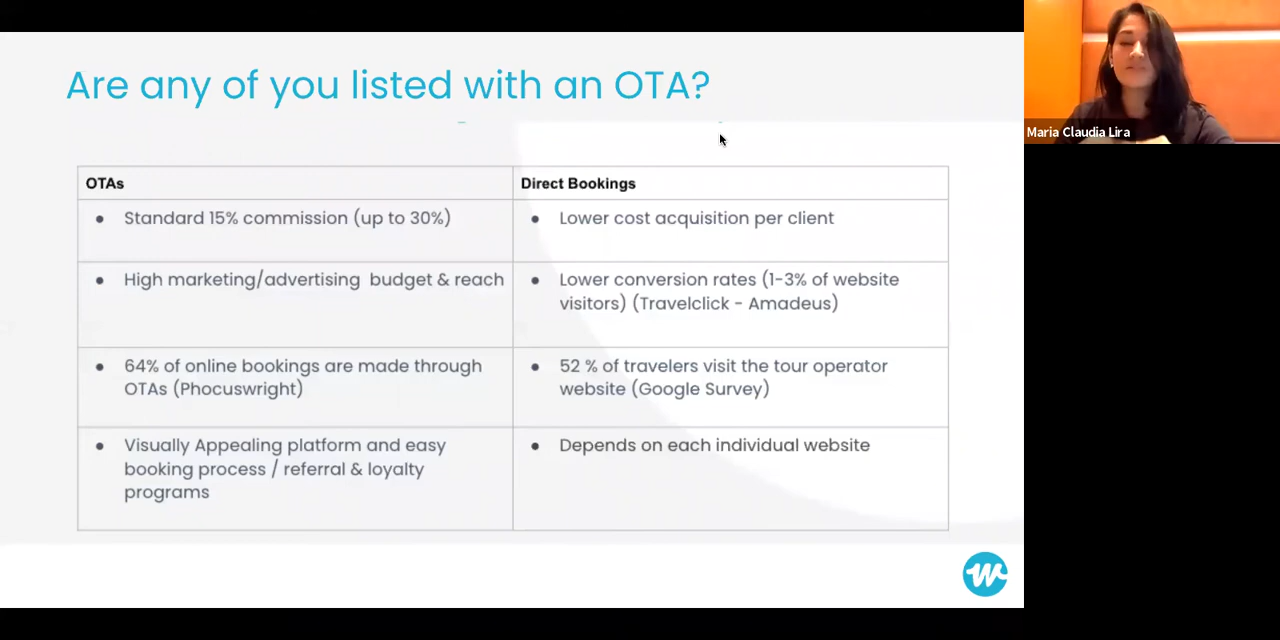 Are any of you listed with an OTA?
Maria Claudia Lira
OTAs
Direct Bookings
● Standard 15% commission (up to 30%)
● Lower cost acquisition per client
● High marketing/advertising budget & reach
● Lower conversion rates (1-3% of website
visitors) (Travelclick - Amadeus)
● 64% of online bookings are made through
OTAs (Phocuswright)
● 52 % of travelers visit the tour operator
website (Google Survey)
● Visually Appealing platform and easy
booking process / referral & loyalty
programs
● Depends on each individual website